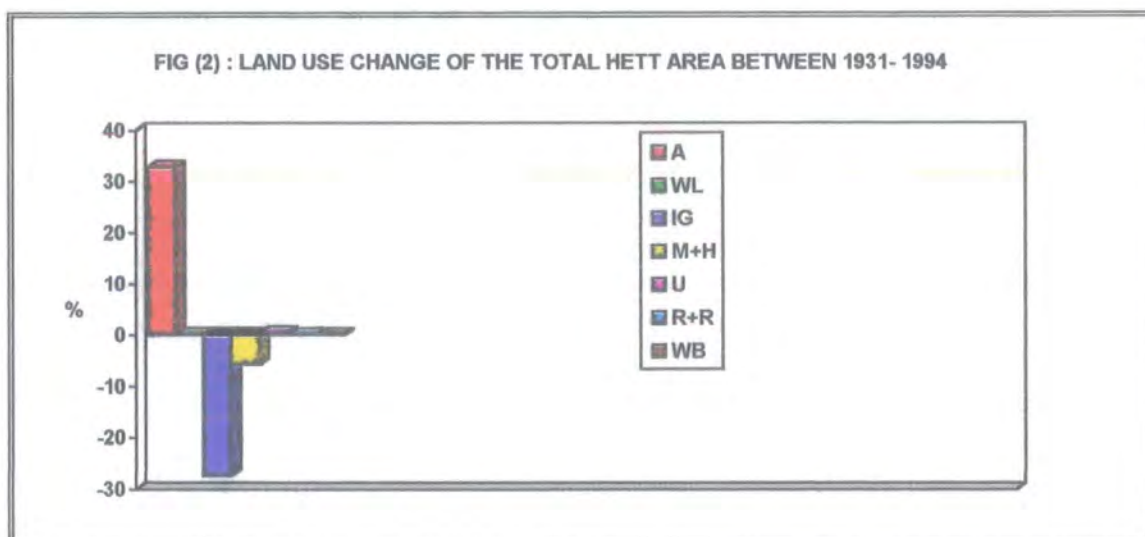 FIG (2) : LAND USE CHANGE OF THE TOTAL HETT AREA BETWEEN 1931- 1994
40
30
20
10
%
0
-10
-20
-30
A
WL
IG
M+H
U
R+R
WB